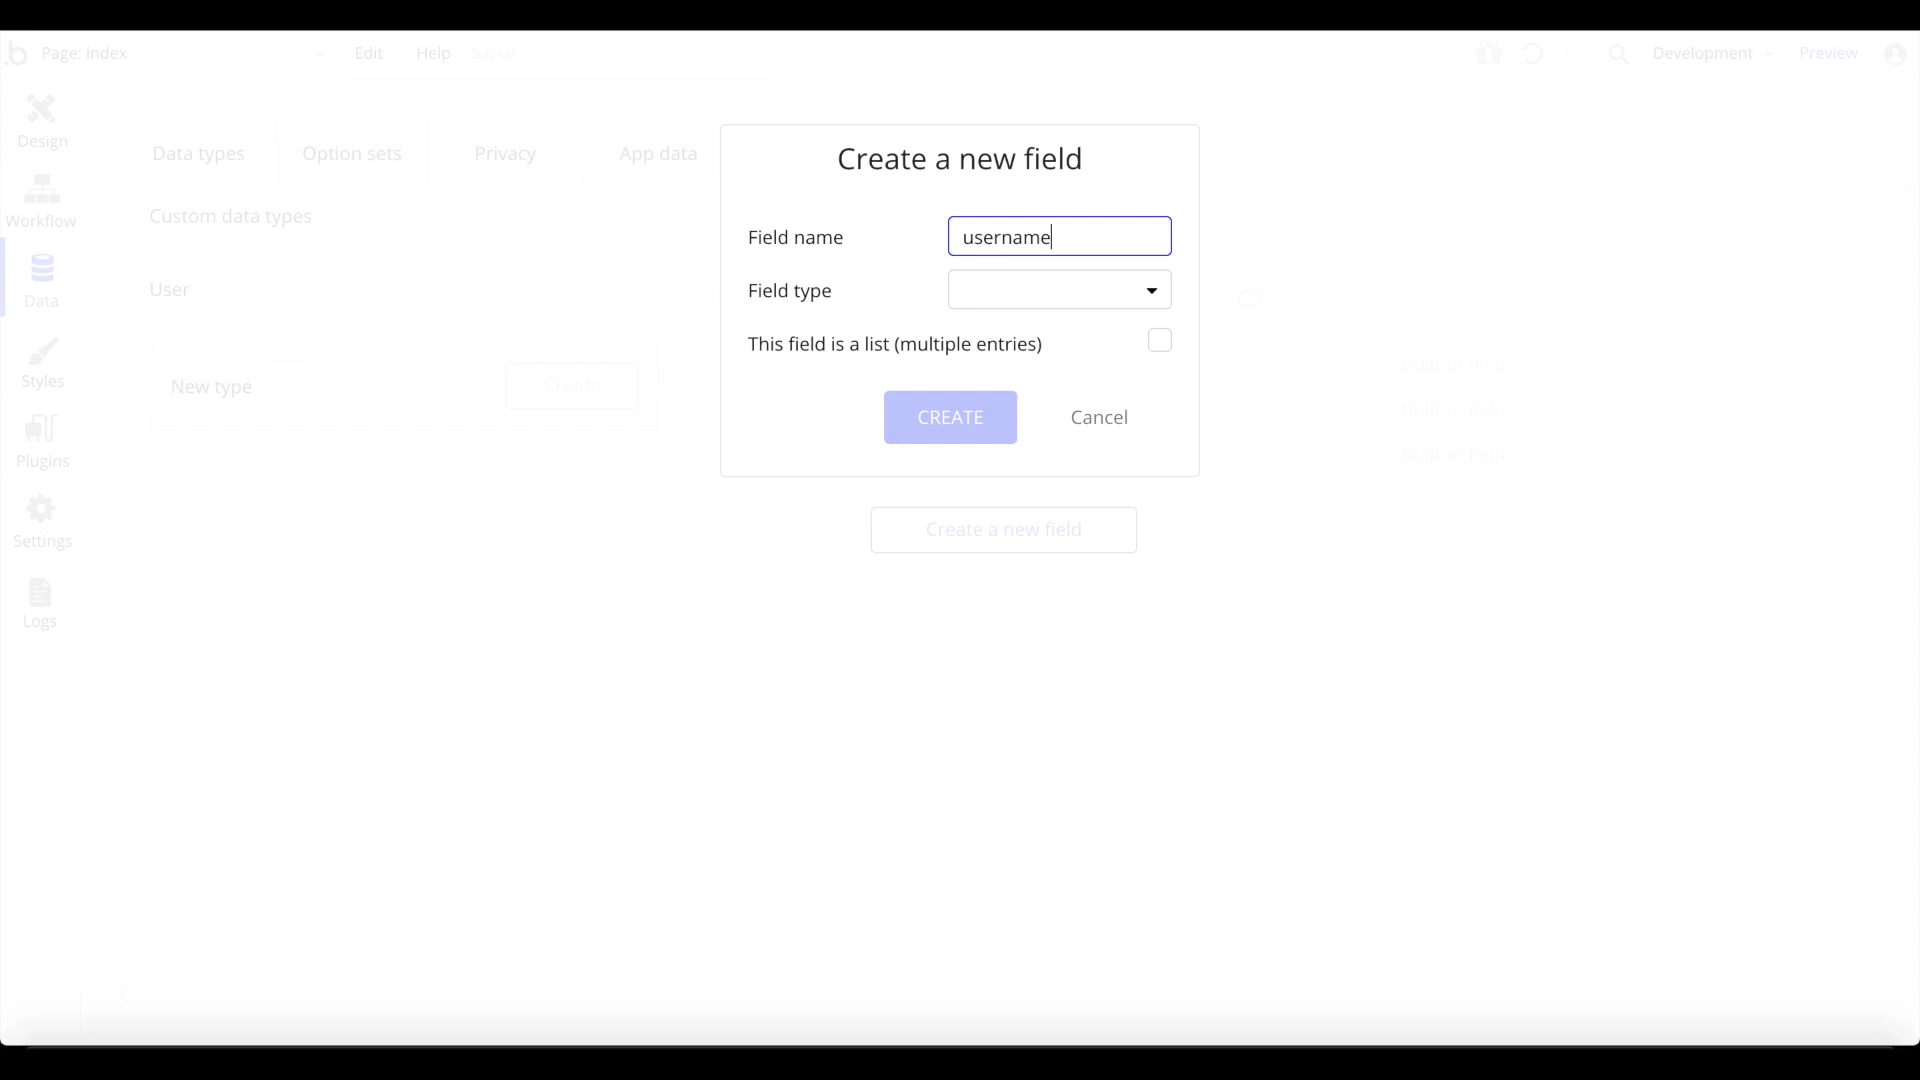 Page: index
Edit
Help
Saved
Development
Preview
Design
Workflow
Data
Styles
Plugins
Settings
Logs
Data types
Option sets
Privacy
App data
Custom data types
User
New type
Create
Create a new field
Field name
username
Field type
This field is a list (multiple entries)
CREATE
Cancel
Built-in field
Built-in field
Built-in field
Create a new field